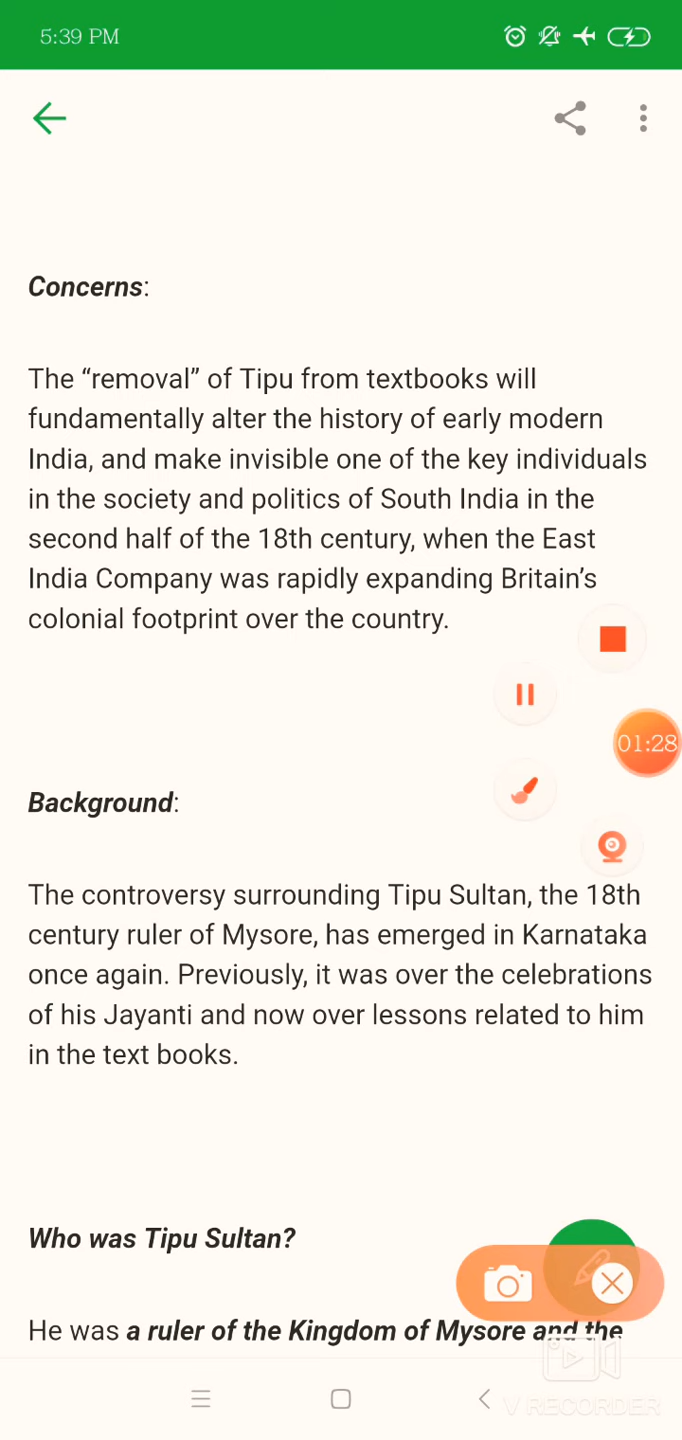 5:39 PM
Concerns:
The “removal” of Tipu from textbooks will
fundamentally alter the history of early modern
India, and make invisible one of the key individuals
in the society and politics of South India in the
second half of the 18th century, when the East
India Company was rapidly expanding Britain’s
colonial footprint over the country.
01:28
Background:
The controversy surrounding Tipu Sultan, the 18th
century ruler of Mysore, has emerged in Karnataka
once again. Previously, it was over the celebrations
of his Jayanti and now over lessons related to him
in the text books.
Who was Tipu Sultan?
He was a ruler of the Kingdom of Mysore and the
V RECORDER